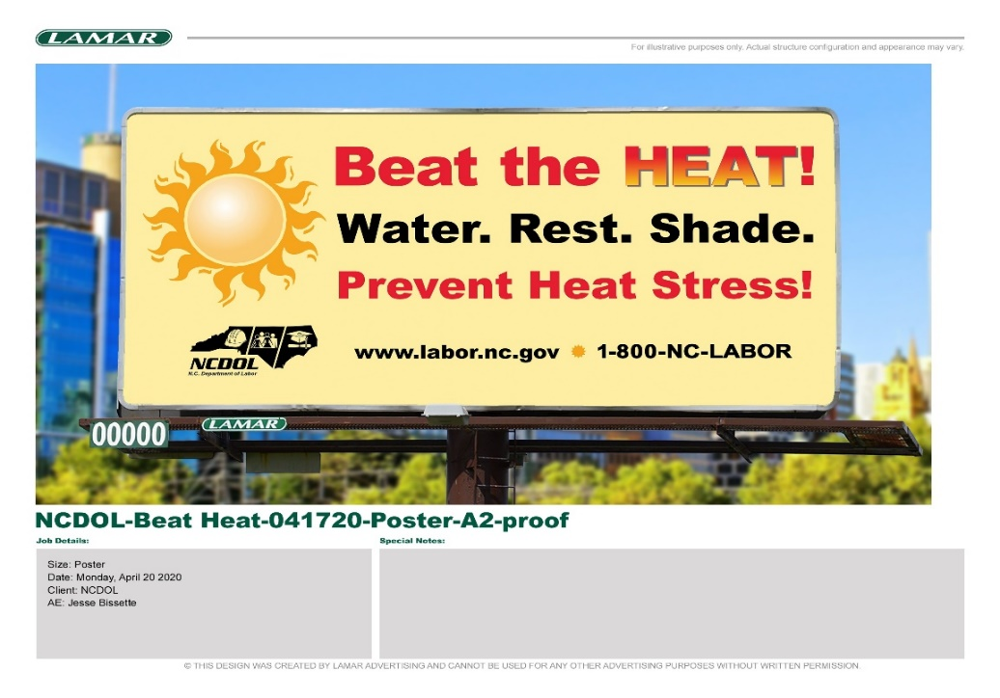 LAMAR
For illustrative purposes only. Actual structure configuration and appearance may vary.
Beat the HEAT!
Water. Rest. Shade.
Prevent Heat Stress!
NCDOL
N.C. Department of Labor
www.labor.nc.gov 1-800-NC-LABOR
00000
LAMAR
NCDOL-Beat Heat-041720-Poster-A2-proof
Job Details:
Special Notes:
Size: Poster
Date: Monday, April 20 2020
Client: NCDOL
AE: Jesse Bissette
© THIS DESIGN WAS CREATED BY LAMAR ADVERTISING AND CANNOT BE USED FOR ANY OTHER ADVERTISING PURPOSES WITHOUT WRITTEN PERMISSION.